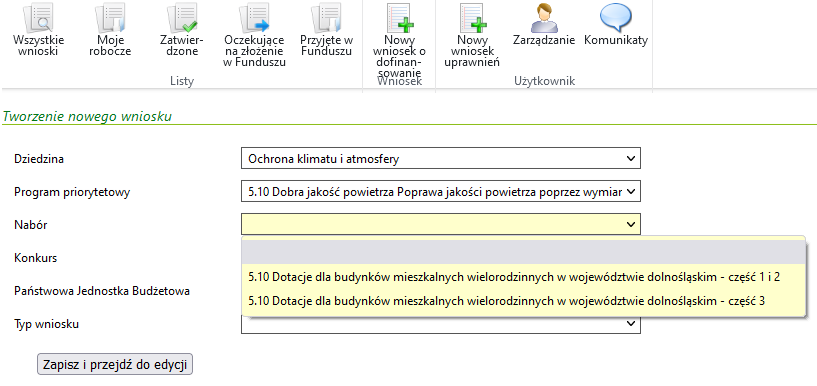 Wszystkie wnioski
Moje robocze
Zatwier-dzone
Oczekujące na złożenie w Funduszu
Przyjęte w Funduszu
Nowy wniosek o dofinan-sowanie
Nowy wniosek uprawnień
Zarządzanie
Komunikaty
Listy
Wniosek
Użytkownik
Tworzenie nowego wniosku
Dziedzina
Ochrona klimatu i atmosfery
Program priorytetowy
5.10 Dobra jakość powietrza Poprawa jakości powietrza poprzez wymiar
Nabór
Konkurs
5.10 Dotacje dla budynków mieszkalnych wielorodzinnych w województwie dolnośląskim - część 1 i 2
Państwowa Jednostka Budżetowa
5.10 Dotacje dla budynków mieszkalnych wielorodzinnych w województwie dolnośląskim - część 3
Typ wniosku
Zapisz i przejdź do edycji